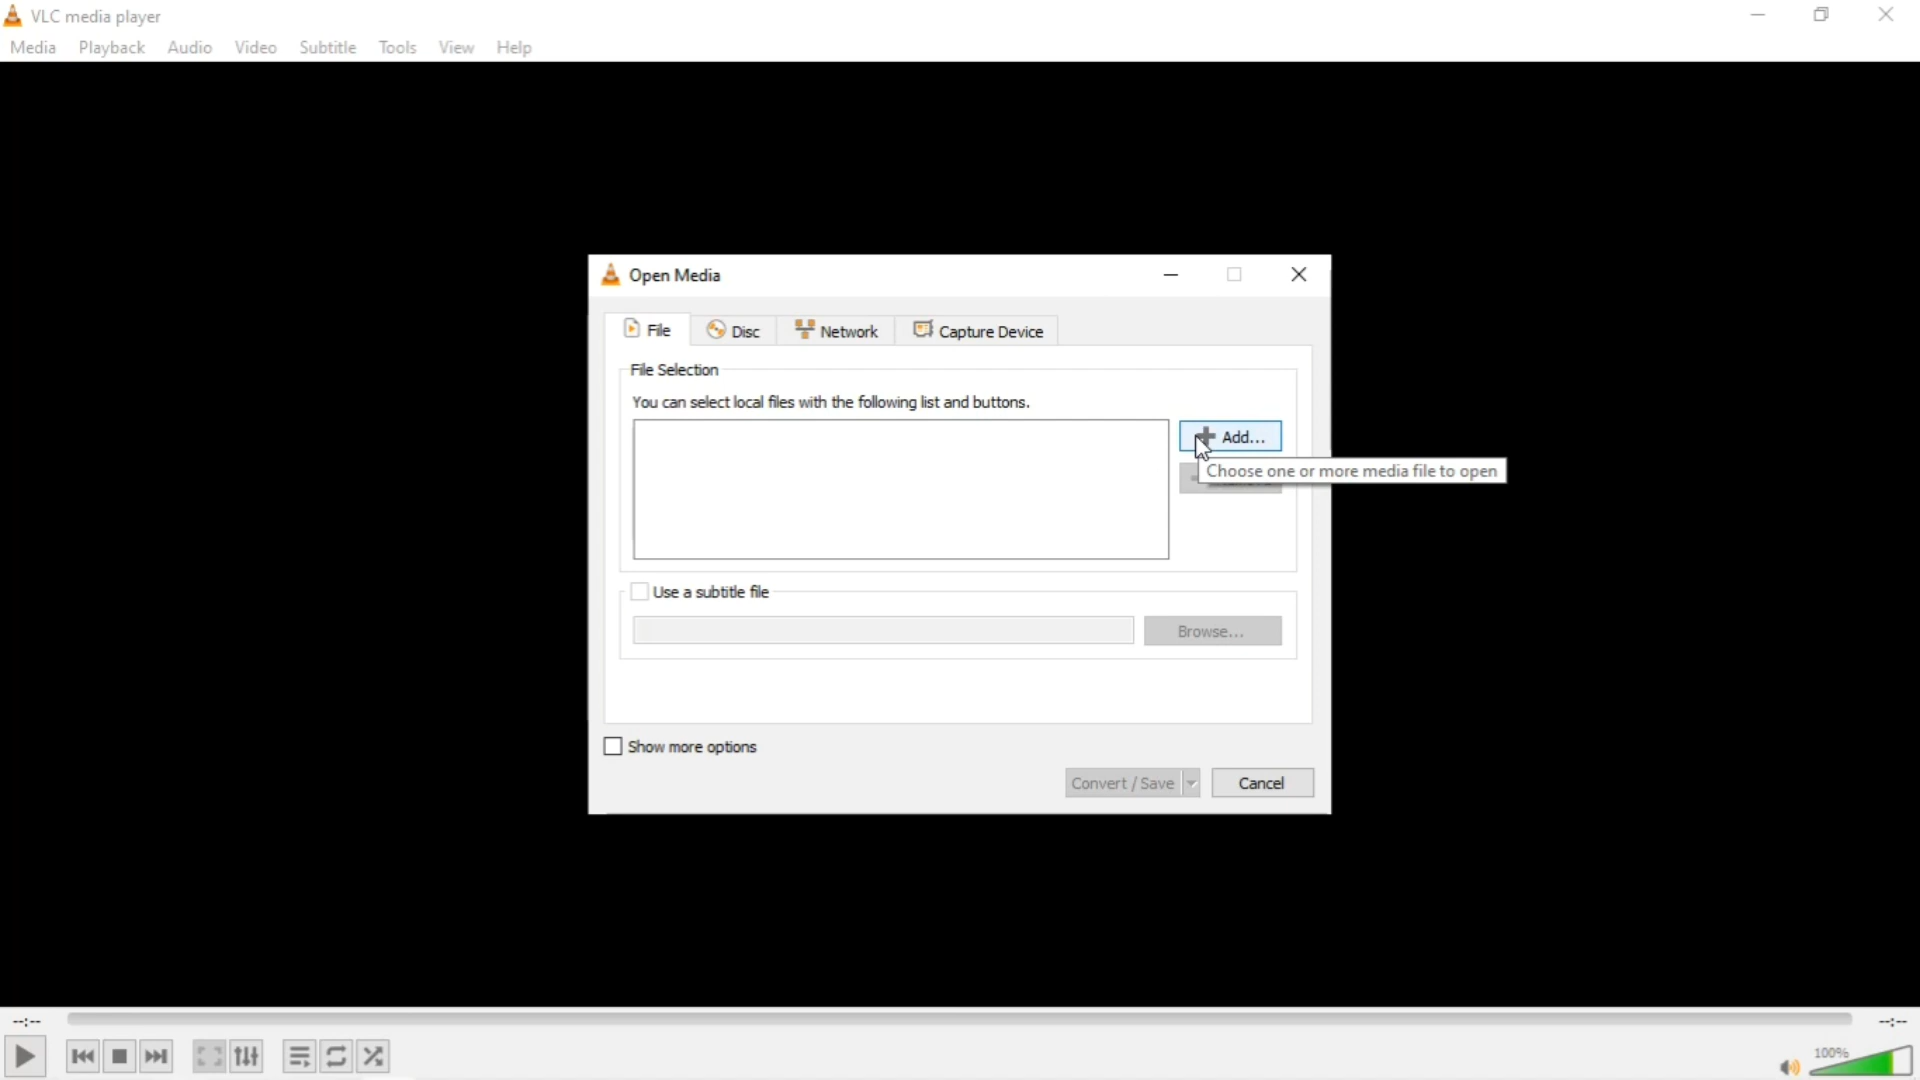 VLC media player
Media Playback Audio Video Subtitle Tools View Help
Open Media
File Disc Network Capture Device
File Selection
You can select local files with the following list and buttons.
Add...
Choose one or more media file to open
Use a subtitle file
Browse...
Show more options
Convert / Save Cancel
--:-- --:--
100%